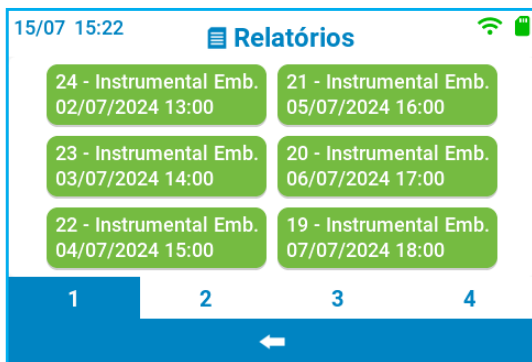 15/07 15:22
Relatórios
24 - Instrumental Emb.
02/07/2024 13:00
23 - Instrumental Emb.
03/07/2024 14:00
22 - Instrumental Emb.
04/07/2024 15:00
21 - Instrumental Emb.
05/07/2024 16:00
20 - Instrumental Emb.
06/07/2024 17:00
19 - Instrumental Emb.
07/07/2024 18:00
1 2 3 4